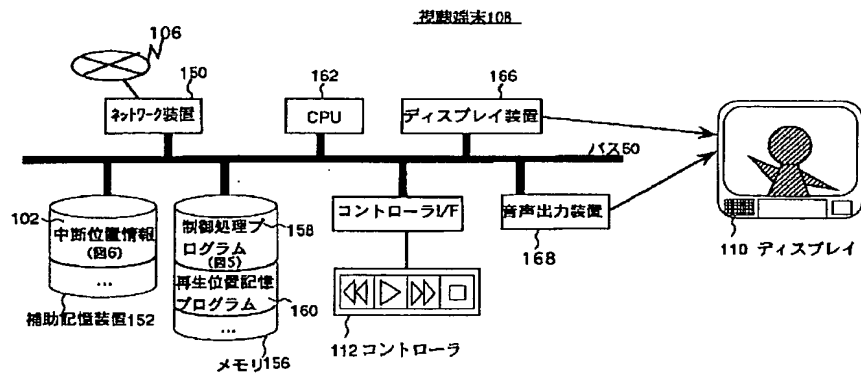 視聴端末108
106
150
ネットワーク装置
162
CPU
166
ディスプレイ装置
バス50
102
中断位置情報
(図6)
...
補助記憶装置152
制御処理プ
ログラム
(図5)
158
再生位置記憶
プログラム
160
...
メモリ156
コントローラI/F
112コントローラ
音声出力装置
168
110 ディスプレイ